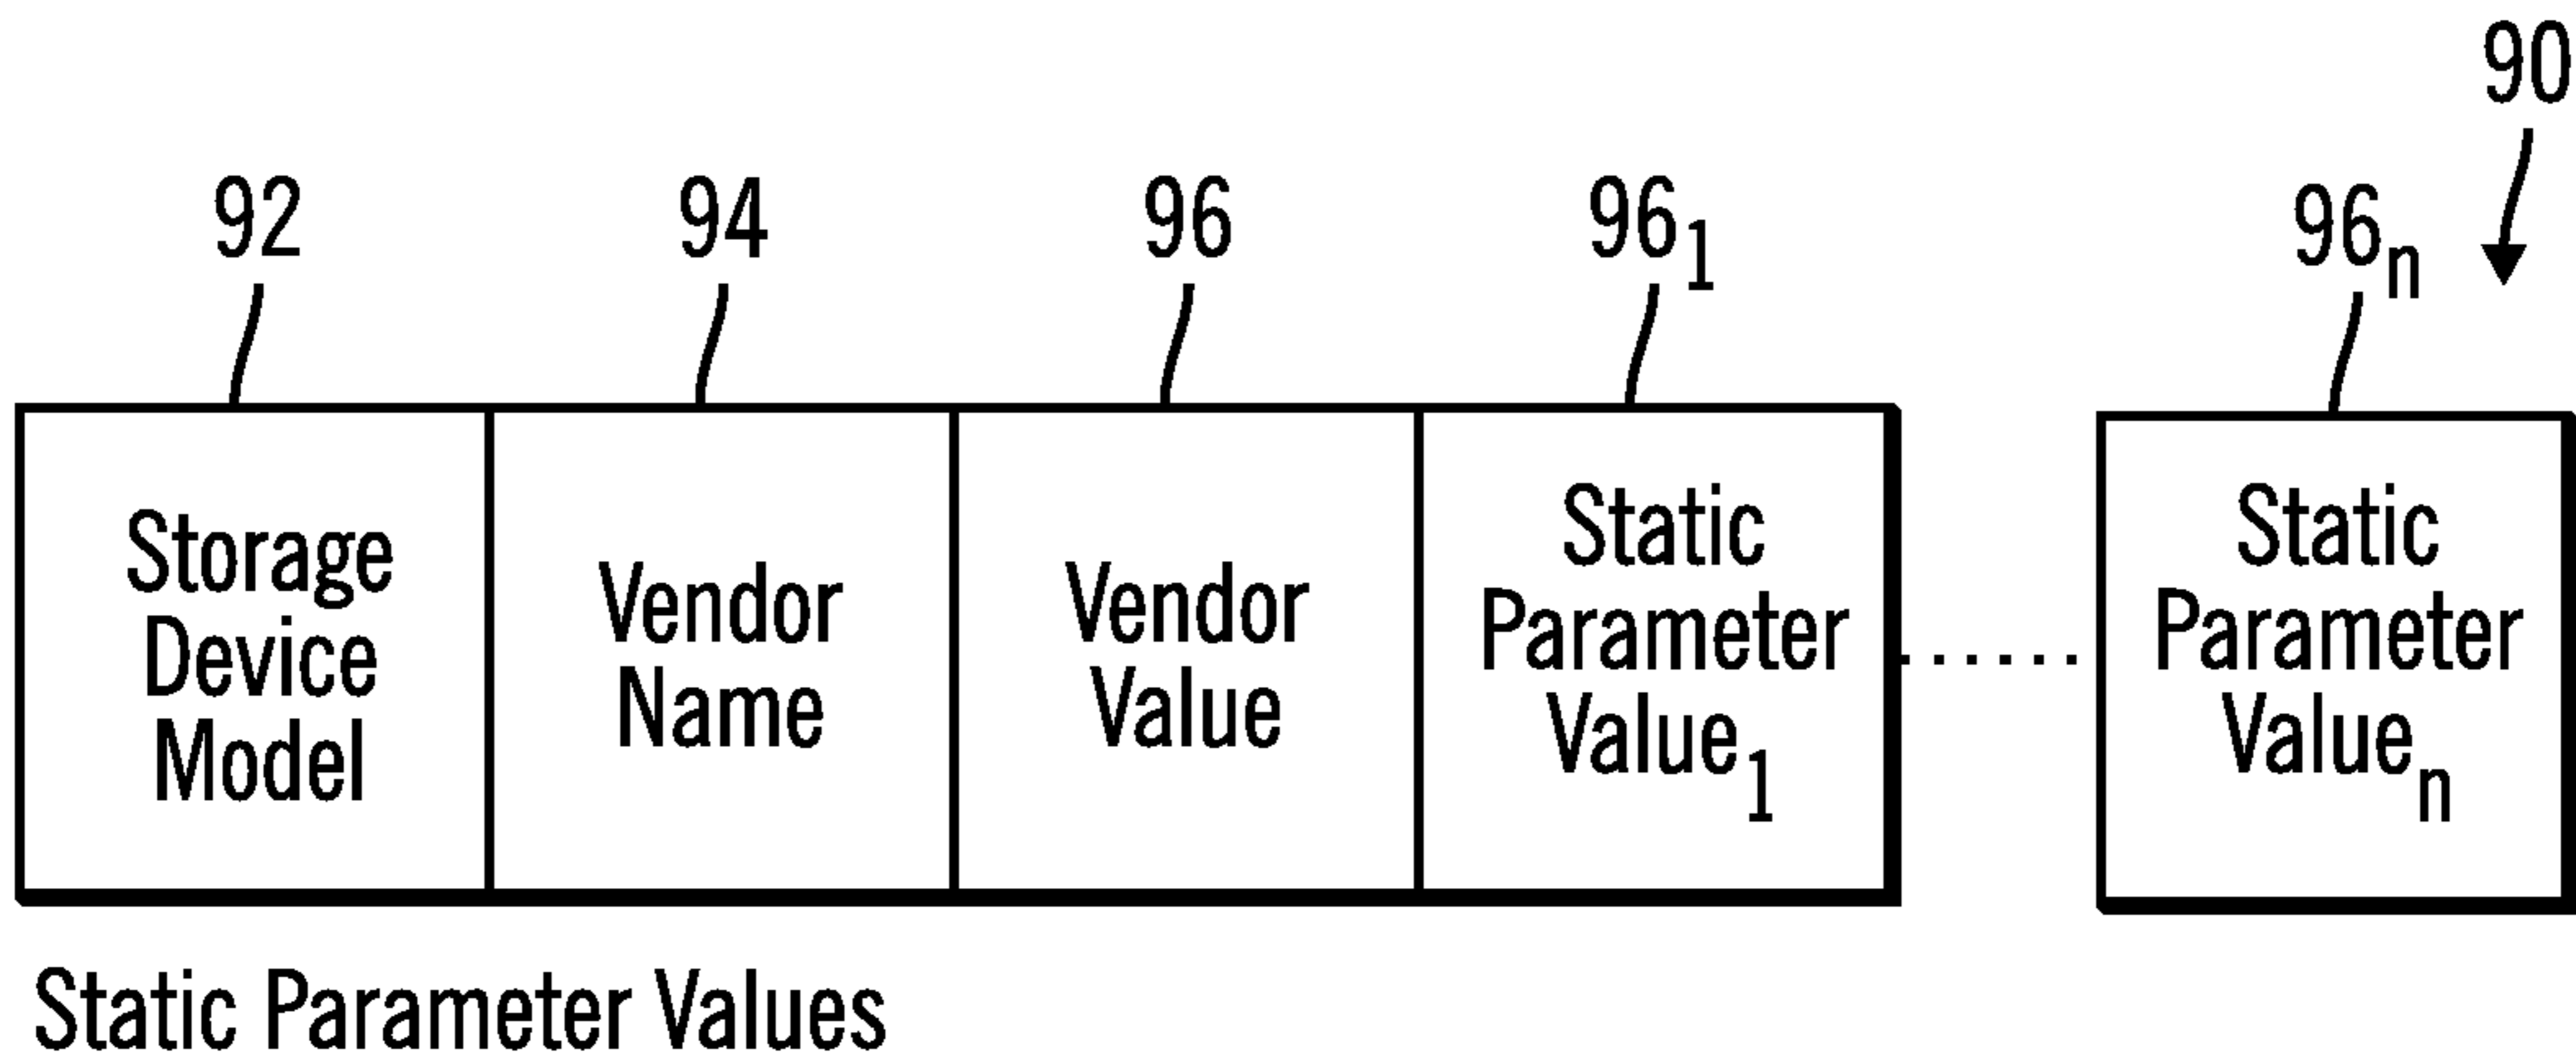 90
92 94 96 96₁ 96ₙ
Storage
Device
Model
Vendor
Name
Vendor
Value
Static
Parameter
Value₁
......
Static
Parameter
Valueₙ
Static Parameter Values